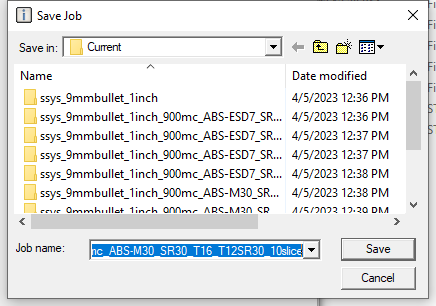 Save Job
Save in: Current
Name Date modified
ssys_9mmbullet_1inch 4/5/2023 12:36 PM
ssys_9mmbullet_1inch_900mc_ABS-ESD7_SR... 4/5/2023 12:36 PM
ssys_9mmbullet_1inch_900mc_ABS-ESD7_SR... 4/5/2023 12:37 PM
ssys_9mmbullet_1inch_900mc_ABS-ESD7_SR... 4/5/2023 12:38 PM
ssys_9mmbullet_1inch_900mc_ABS-ESD7_SR... 4/5/2023 12:37 PM
ssys_9mmbullet_1inch_900mc_ABS-M30_SR... 4/5/2023 12:38 PM
ssys_9mmbullet_1inch_900mc_ABS-M30_SR... 4/5/2023 12:39 PM
Job name: mc_ABS-M30_SR30_T16_T12SR30_10slice Save
Cancel